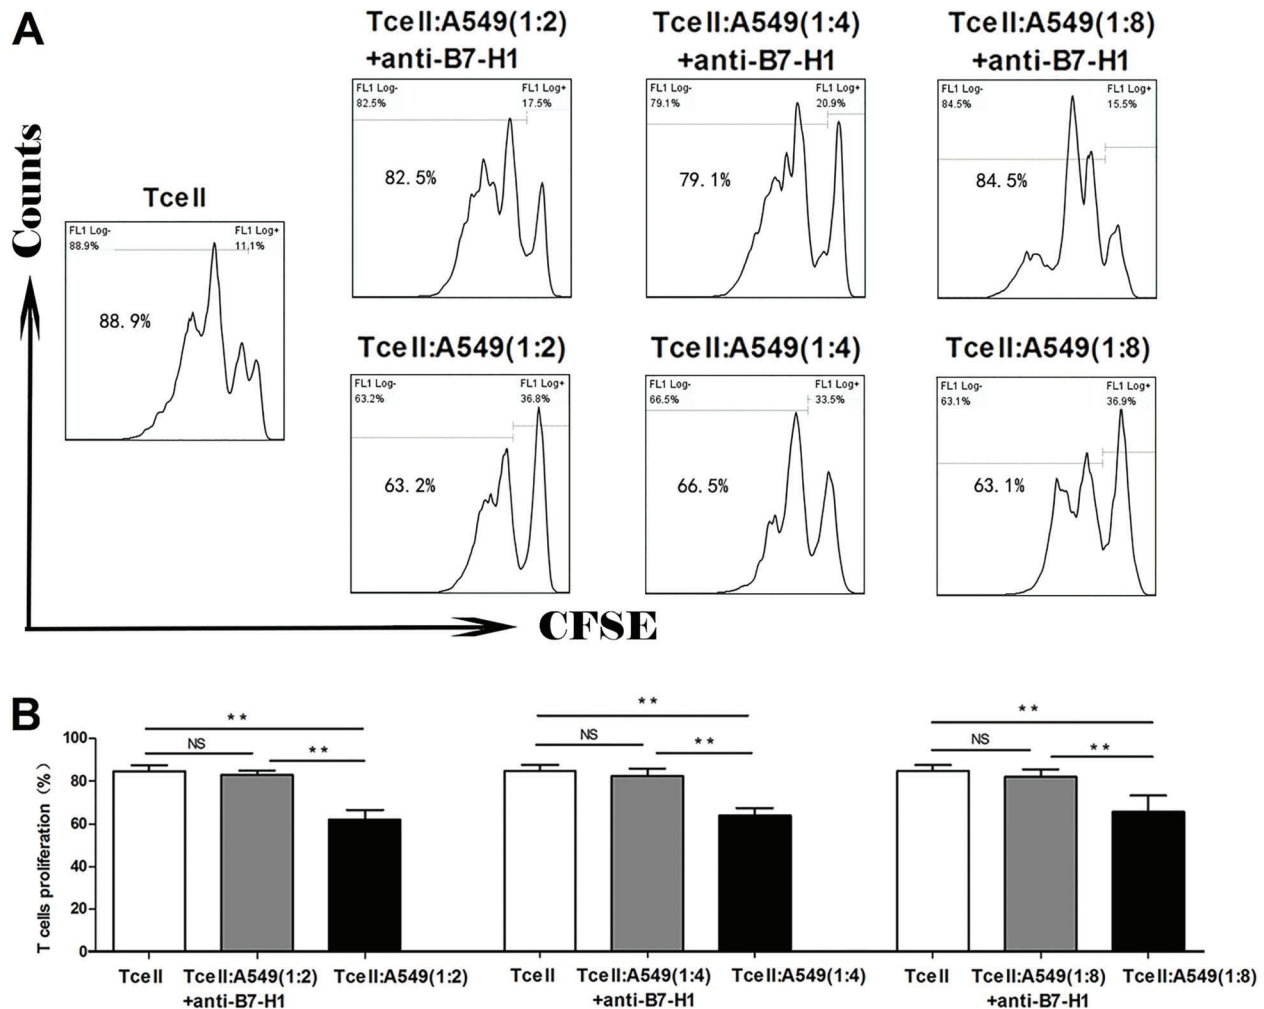 A
Tcell:A549(1:2)
+anti-B7-H1
Tcell:A549(1:4)
+anti-B7-H1
Tcell:A549(1:8)
+anti-B7-H1
FL1 Log- FL1 Log+
82.5% 17.5%
82.5%
FL1 Log- FL1 Log+
79.1% 20.9%
79.1%
FL1 Log- FL1 Log+
84.5% 15.5%
84.5%
Counts
Tcell
FL1 Log- FL1 Log+
88.9% 11.1%
88.9%
Tcell:A549(1:2)
Tcell:A549(1:4)
Tcell:A549(1:8)
FL1 Log- FL1 Log+
63.2% 36.8%
63.2%
FL1 Log- FL1 Log+
66.5% 33.5%
66.5%
FL1 Log- FL1 Log+
63.1% 36.9%
63.1%
CFSE
B
T cells proliferation (%)
100
80
60
40
20
0
**
NS
**
**
NS
**
**
NS
**
Tcell
Tcell:A549(1:2)
+anti-B7-H1
Tcell:A549(1:2)
Tcell
Tcell:A549(1:4)
+anti-B7-H1
Tcell:A549(1:4)
Tcell
Tcell:A549(1:8)
+anti-B7-H1
Tcell:A549(1:8)